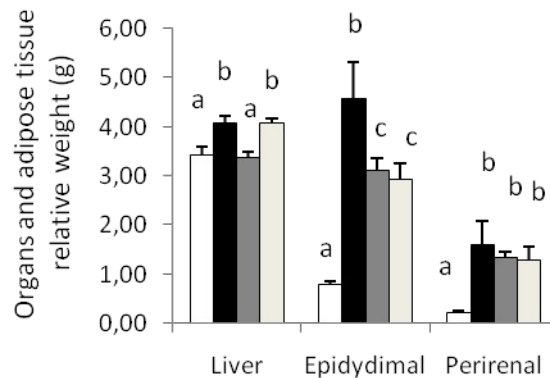 Organs and adipose tissue
relative weight (g)
6,00
5,00
4,00
3,00
2,00
1,00
0,00
a
b
a
b
a
b
c
c
a
b
b
b
Liver
Epidydimal
Perirenal